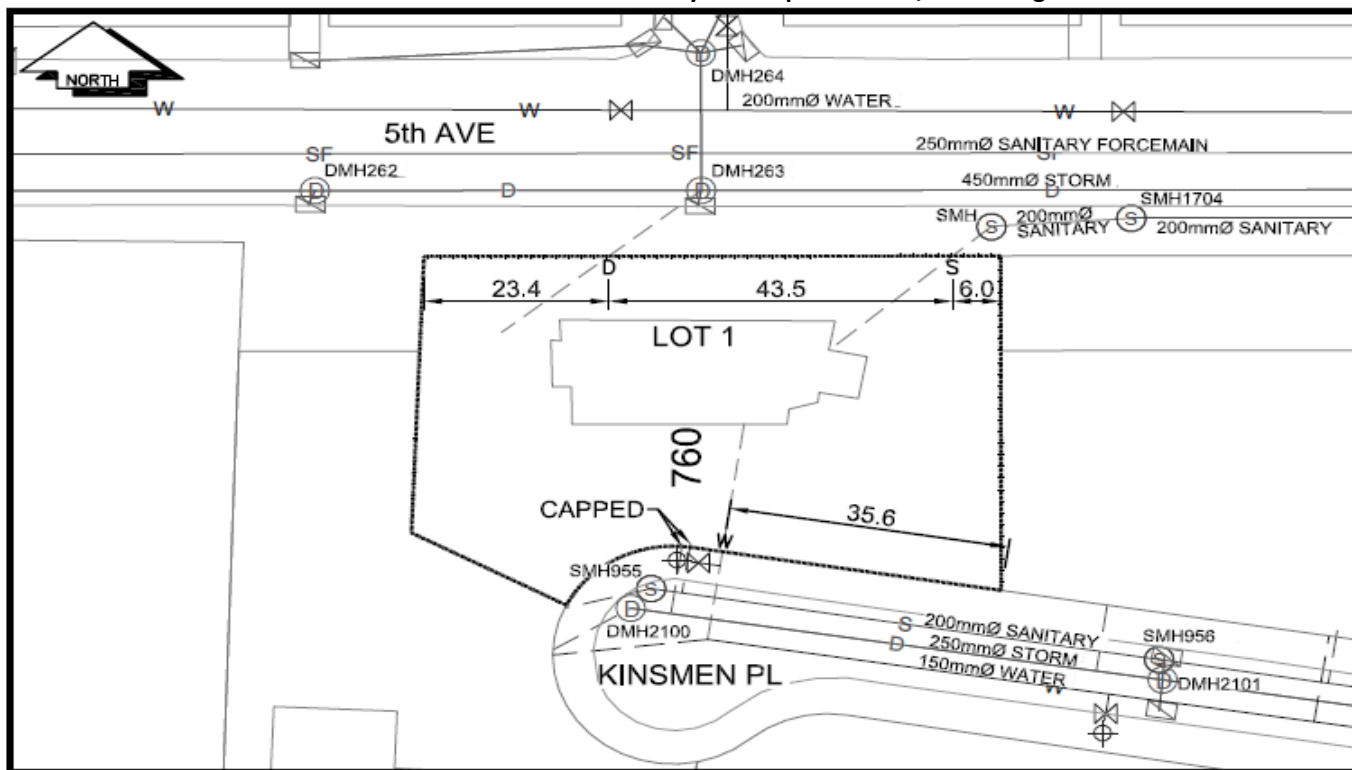 NORTH
DMH264
200mmØ WATER
W
W
W
5th AVE
250mmØ SANITARY FORCEMAIN
SF
SF
SF
DMH262
DMH263
450mmØ STORM
D
D
D
D
D
SMH1704
SMH
S
200mmØ
SANITARY
S
200mmØ SANITARY
D
S
23.4
43.5
6.0
LOT 1
760
CAPPED
35.6
W
SMH955
S
D
DMH2100
S
200mmØ SANITARY
D
250mmØ STORM
150mmØ WATER
W
SMH956
S
D
DMH2101
KINSMEN PL